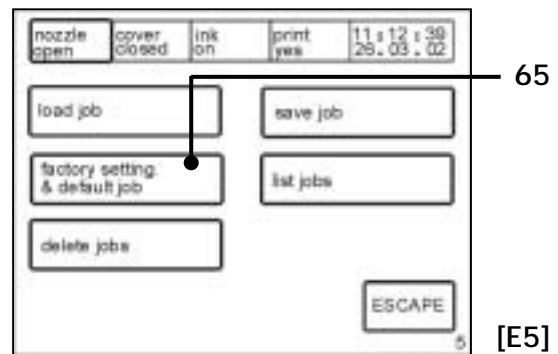 nozzle open cover closed ink on print yes 11:12:39 26.03.02
65
load job save job
factory setting & default job list jobs
delete jobs
ESCAPE
5
[E5]